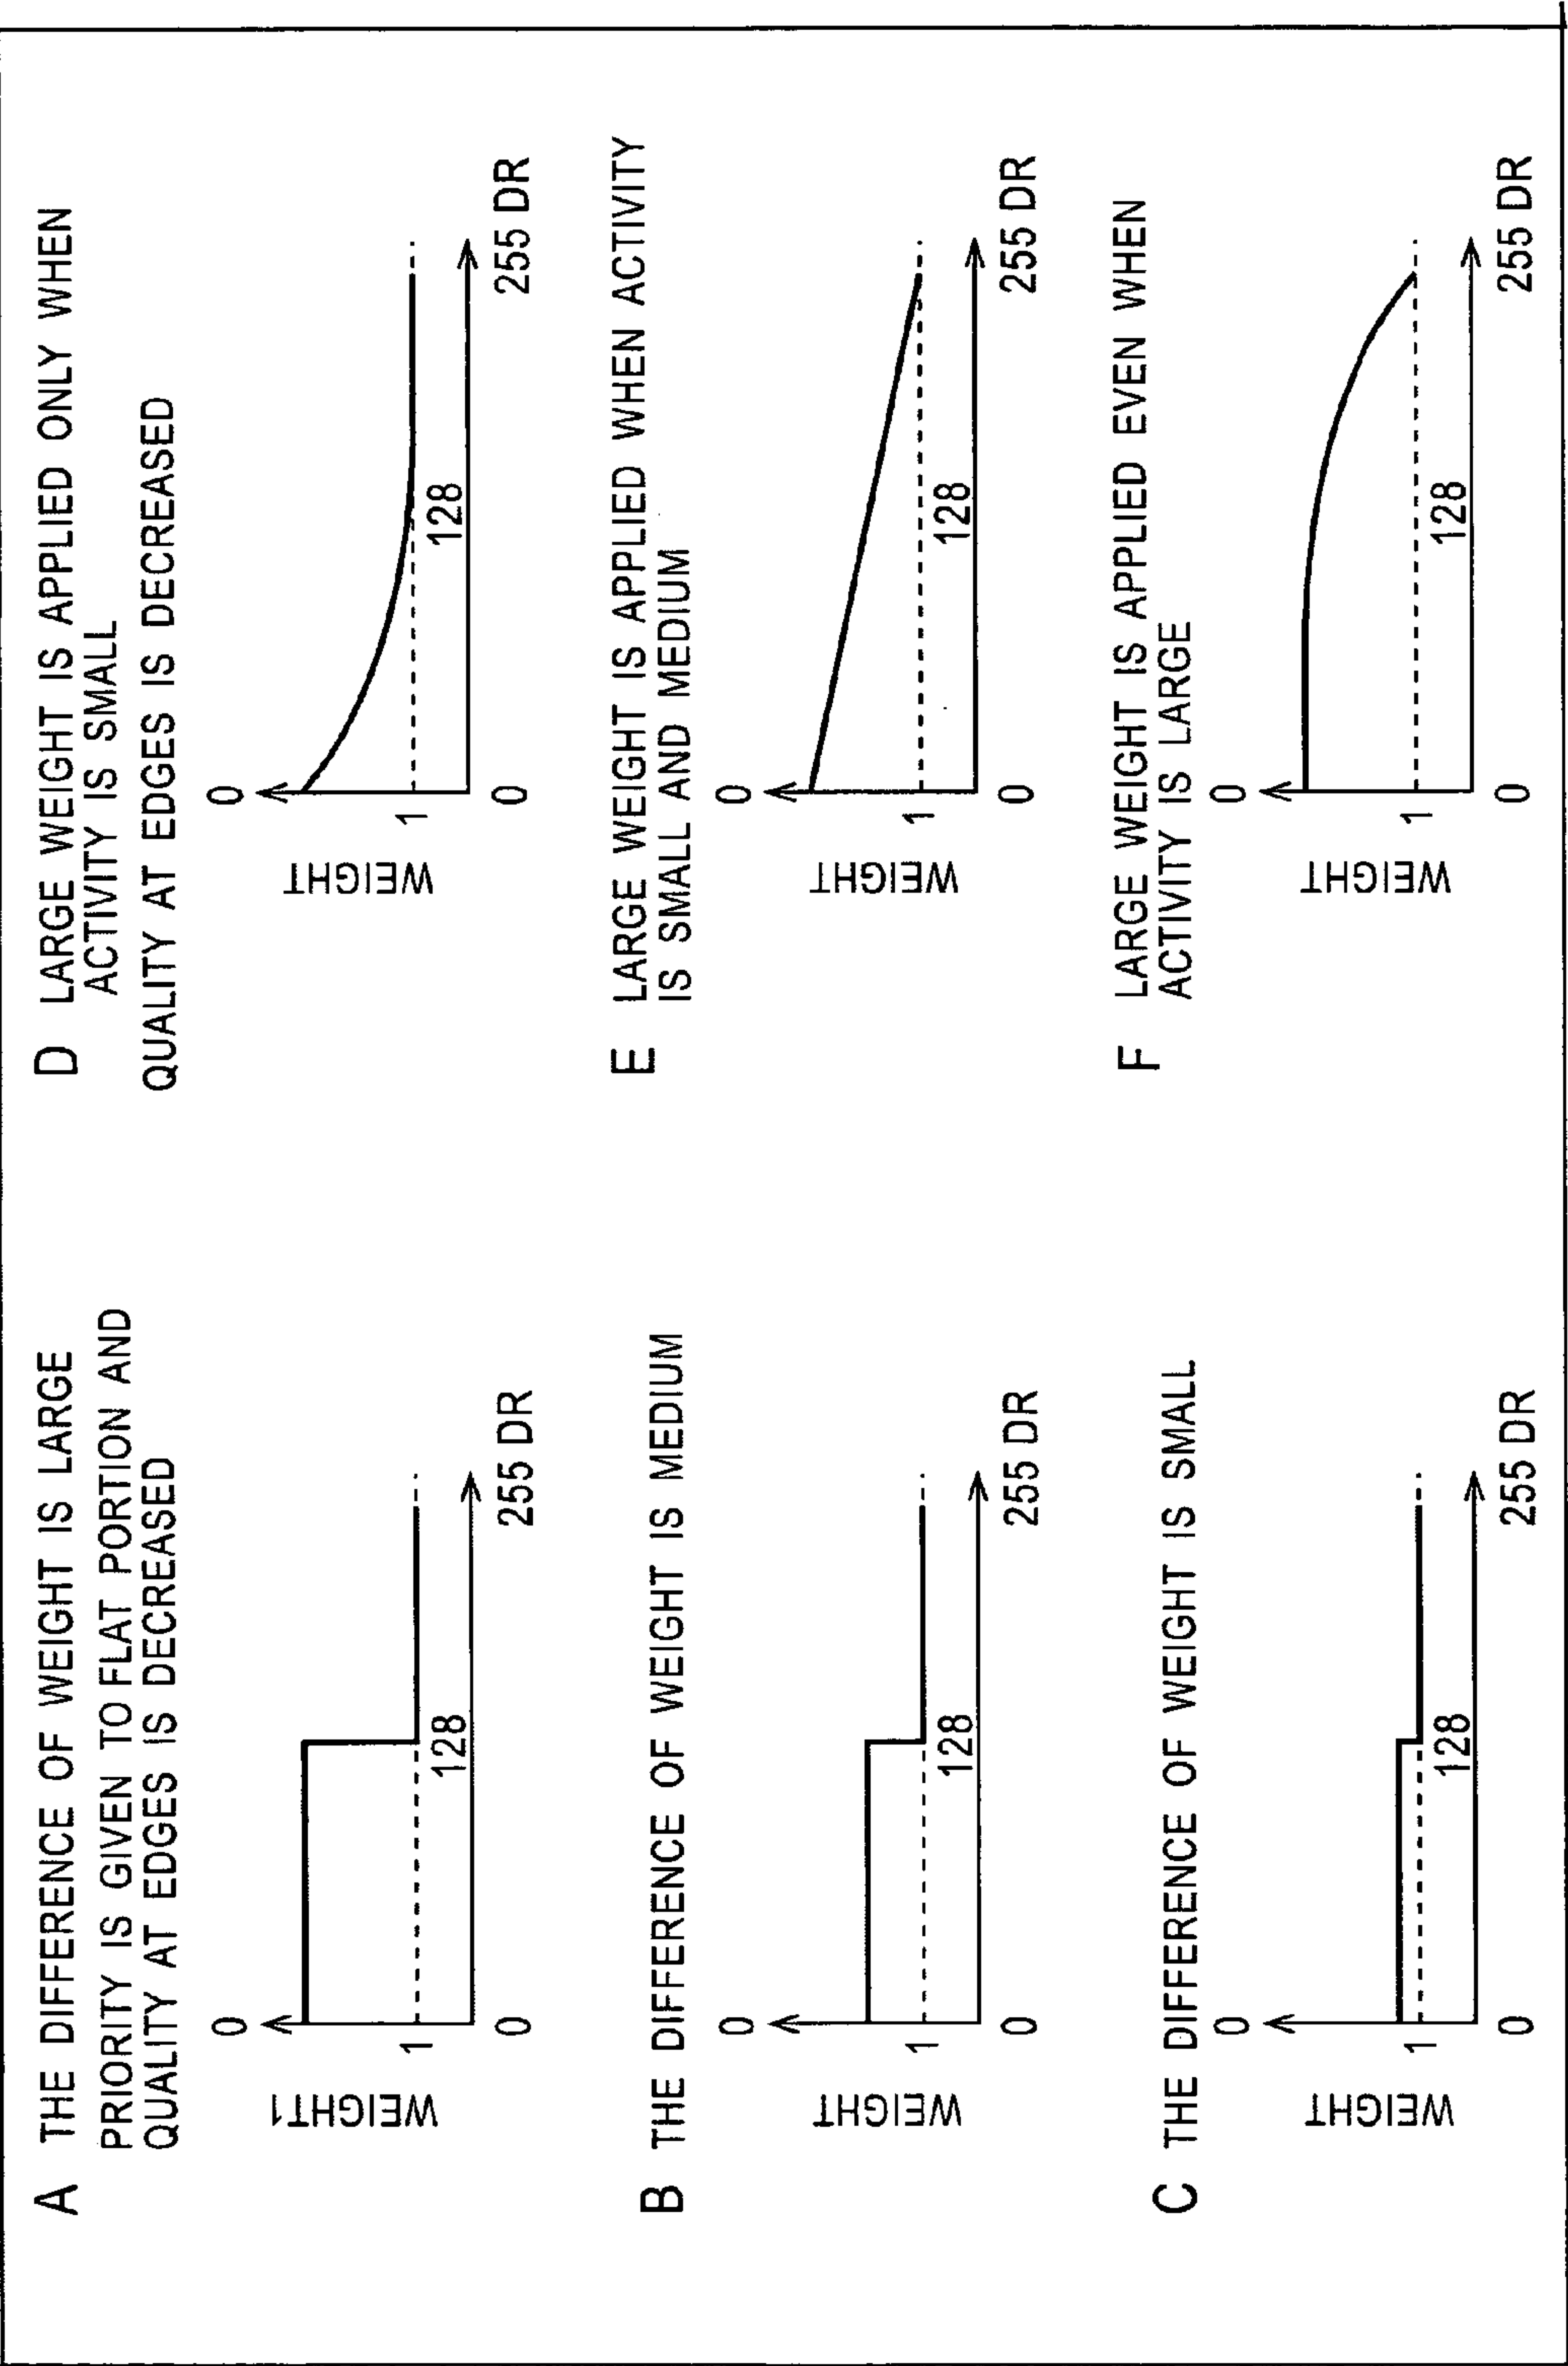 A THE DIFFERENCE OF WEIGHT IS LARGE
PRIORITY IS GIVEN TO FLAT PORTION AND
QUALITY AT EDGES IS DECREASED
0
WEIGHT1
1
128
0
255 DR
B THE DIFFERENCE OF WEIGHT IS MEDIUM
0
WEIGHT
1
128
0
255 DR
C THE DIFFERENCE OF WEIGHT IS SMALL
0
WEIGHT
1
128
0
255 DR
D LARGE WEIGHT IS APPLIED ONLY WHEN
ACTIVITY IS SMALL
QUALITY AT EDGES IS DECREASED
0
WEIGHT
1
128
0
255 DR
E LARGE WEIGHT IS APPLIED WHEN ACTIVITY
IS SMALL AND MEDIUM
0
WEIGHT
1
128
0
255 DR
F LARGE WEIGHT IS APPLIED EVEN WHEN
ACTIVITY IS LARGE
0
WEIGHT
1
128
0
255 DR